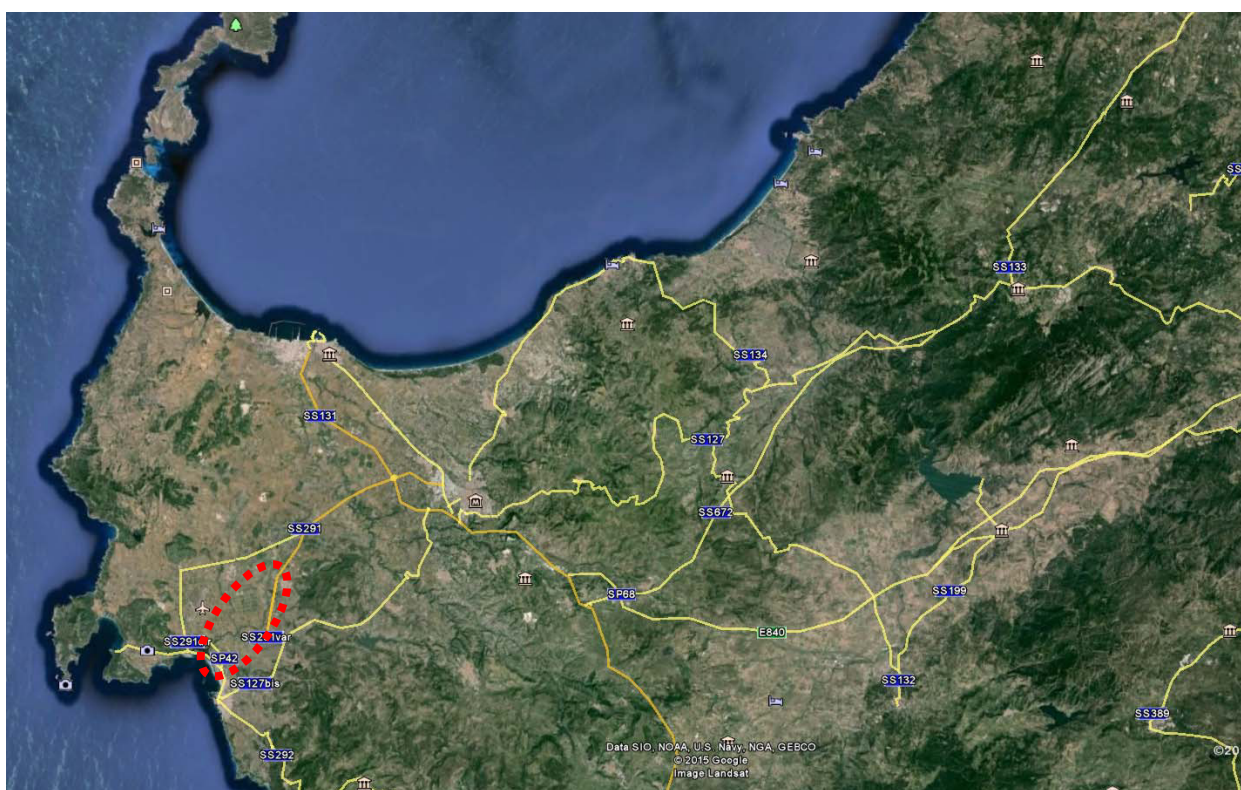 SS133
SS134
SS131
SS127
SS672
SS291
SP68
SS199
E840
SP42
SS127bis
SS132
SS389
SS292
Data SIO, NOAA, U.S. Navy, NGA, GEBCO
© 2015 Google
Image Landsat